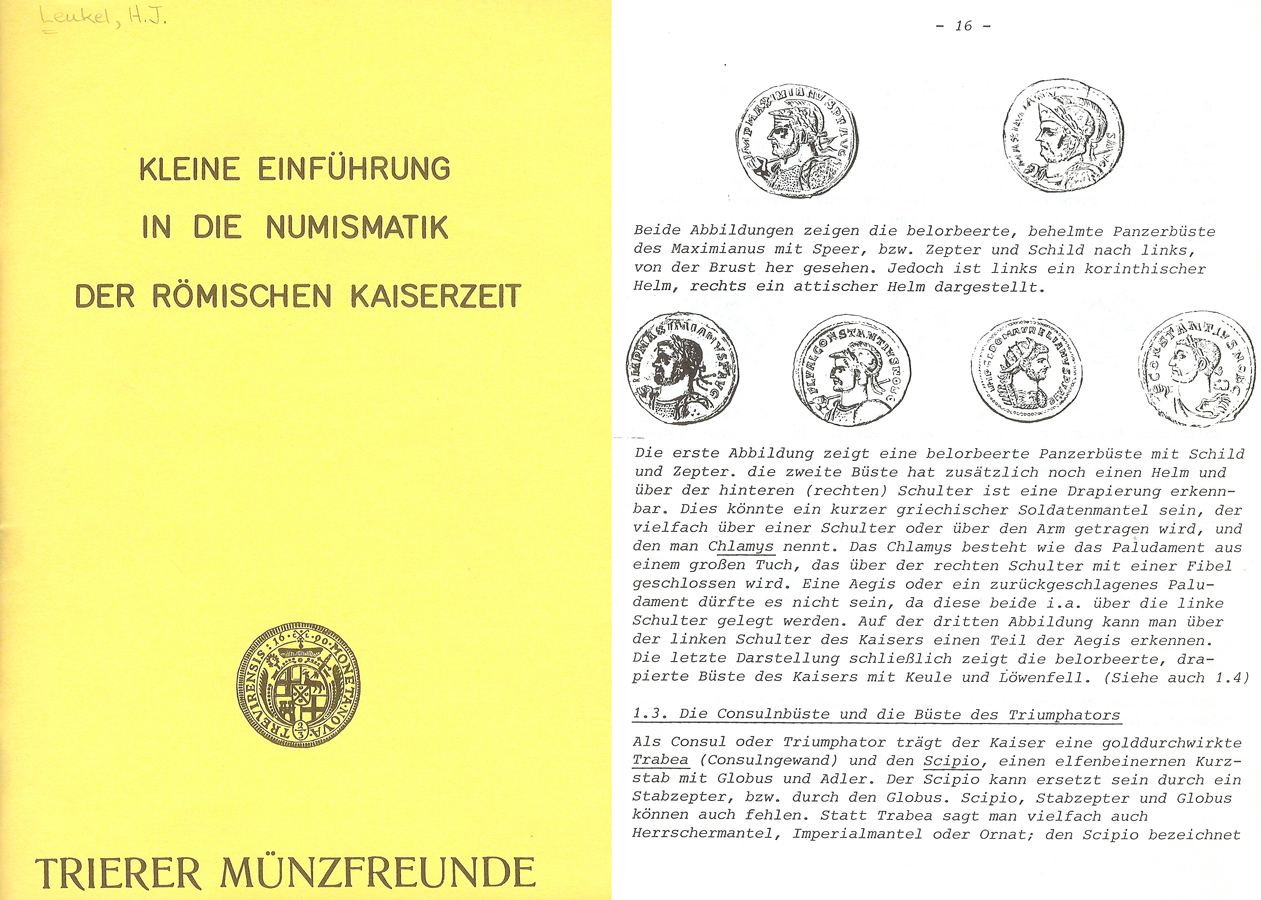 Leukel, H.J.
KLEINE EINFÜHRUNG
IN DIE NUMISMATIK
DER RÖMISCHEN KAISERZEIT
16·90·MONETA·NOVA
TREVIRENSIS:
TRIERER MÜNZFREUNDE
- 16 -
IMPMAXIMIANVSPFAVG
Beide Abbildungen zeigen die belorbeerte, behelmte Panzerbüste
des Maximianus mit Speer, bzw. Zepter und Schild nach links,
von der Brust her gesehen. Jedoch ist links ein korinthischer
Helm, rechts ein attischer Helm dargestellt.
IMPMAXIMIANVSPFAVG
FLVALCONSTANTIVSNOBC
CONSTANTIVSNOBC
Die erste Abbildung zeigt eine belorbeerte Panzerbüste mit Schild
und Zepter. die zweite Büste hat zusätzlich noch einen Helm und
über der hinteren (rechten) Schulter ist eine Drapierung erkenn-
bar. Dies könnte ein kurzer griechischer Soldatenmantel sein, der
vielfach über einer Schulter oder über den Arm getragen wird, und
den man Chlamys nennt. Das Chlamys besteht wie das Paludament aus
einem großen Tuch, das über der rechten Schulter mit einer Fibel
geschlossen wird. Eine Aegis oder ein zurückgeschlagenes Palu-
dament dürfte es nicht sein, da diese beide i.a. über die linke
Schulter gelegt werden. Auf der dritten Abbildung kann man über
der linken Schulter des Kaisers einen Teil der Aegis erkennen.
Die letzte Darstellung schließlich zeigt die belorbeerte, dra-
pierte Büste des Kaisers mit Keule und Löwenfell. (Siehe auch 1.4)
1.3. Die Consulnbüste und die Büste des Triumphators
Als Consul oder Triumphator trägt der Kaiser eine golddurchwirkte
Trabea (Consulngewand) und den Scipio, einen elfenbeinernen Kurz-
stab mit Globus und Adler. Der Scipio kann ersetzt sein durch ein
Stabzepter, bzw. durch den Globus. Scipio, Stabzepter und Globus
können auch fehlen. Statt Trabea sagt man vielfach auch
Herrschermantel, Imperialmantel oder Ornat; den Scipio bezeichnet